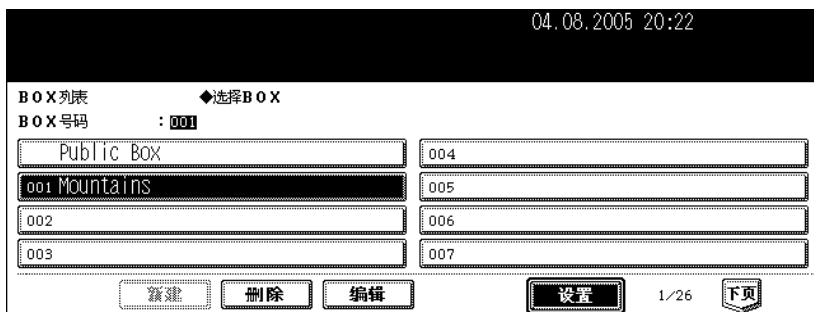 04.08.2005 20:22
BOX列表 ◆选择BOX
BOX号码 :001
Public Box 004
001 Mountains 005
002 006
003 007
新建 删除 编辑 设置 1/26 下页